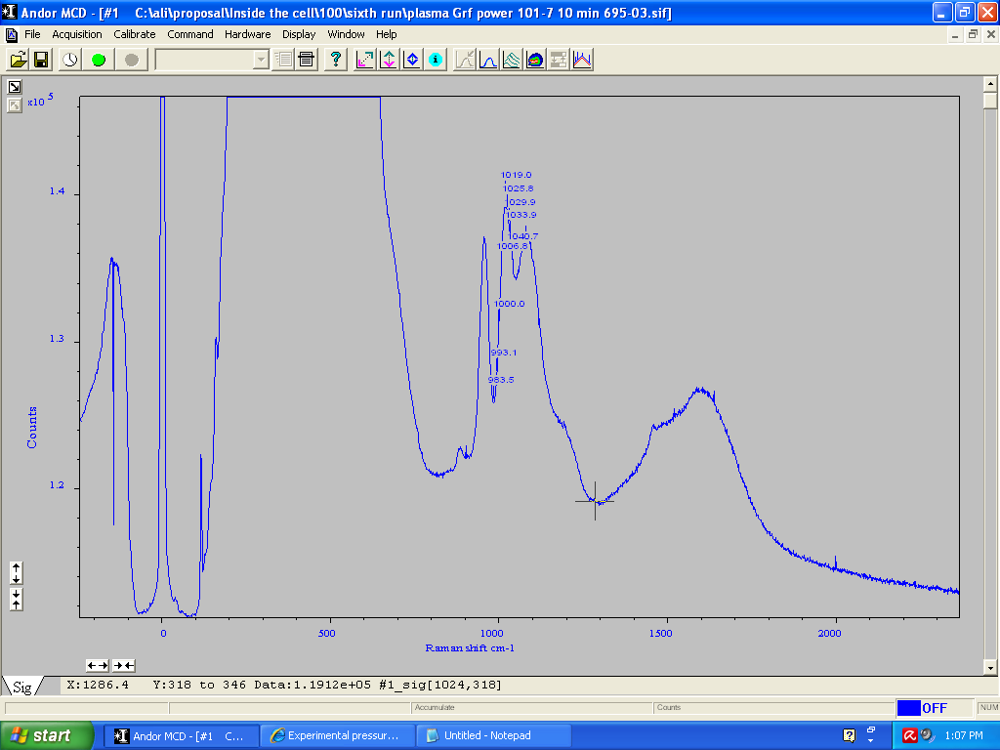 Andor MCD - [#1    C:\ali\proposal\Inside the cell\100\sixth run\plasma Grf power 101-7 10 min 695-03.sif]
File Acquisition Calibrate Command Hardware Display Window Help
x10 5
1.4
1.3
1.2
Counts
1019.0
1025.8
1029.9
1033.9
1040.7
1006.8
1000.0
993.1
983.5
0 500 1000 1500 2000
Raman shift cm-1
Sig
X:1286.4 Y:318 to 346 Data:1.1912e+05 #1_sig[1024,318]
Accumulate Counts OFF NUM
start Andor MCD - [#1 C... Experimental pressur... Untitled - Notepad 1:07 PM